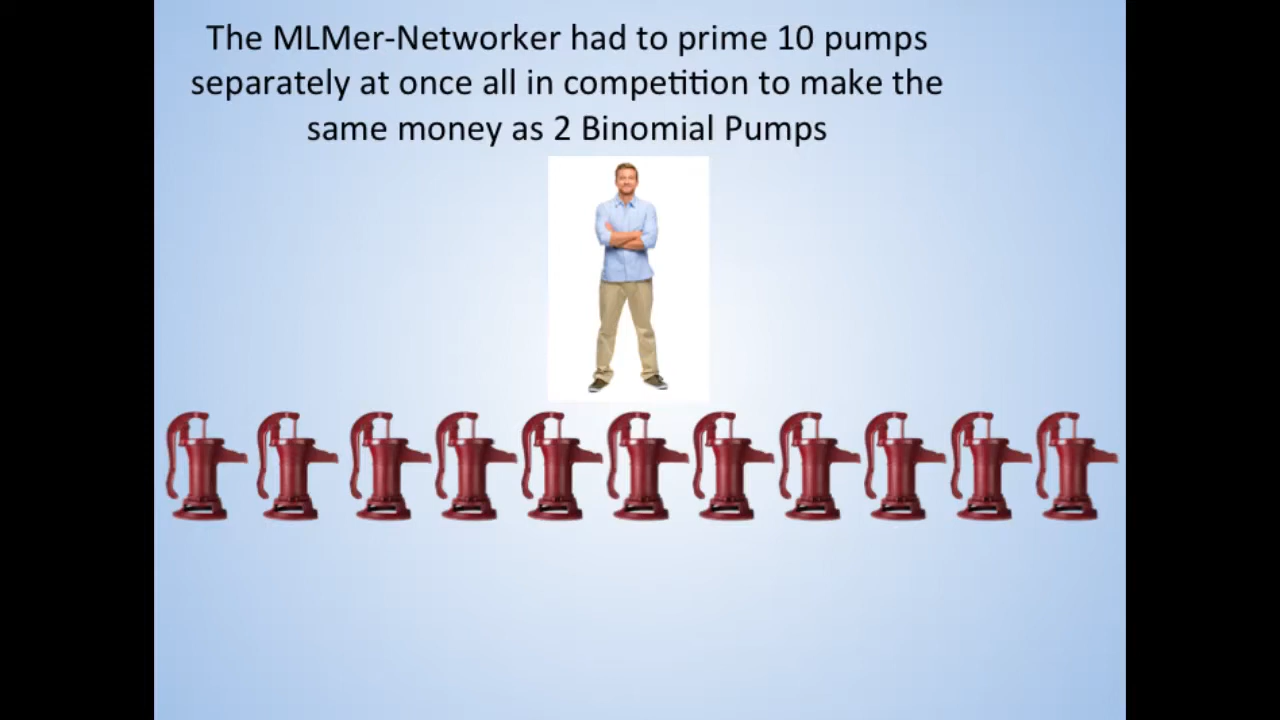 The MLMer-Networker had to prime 10 pumps
separately at once all in competition to make the
same money as 2 Binomial Pumps